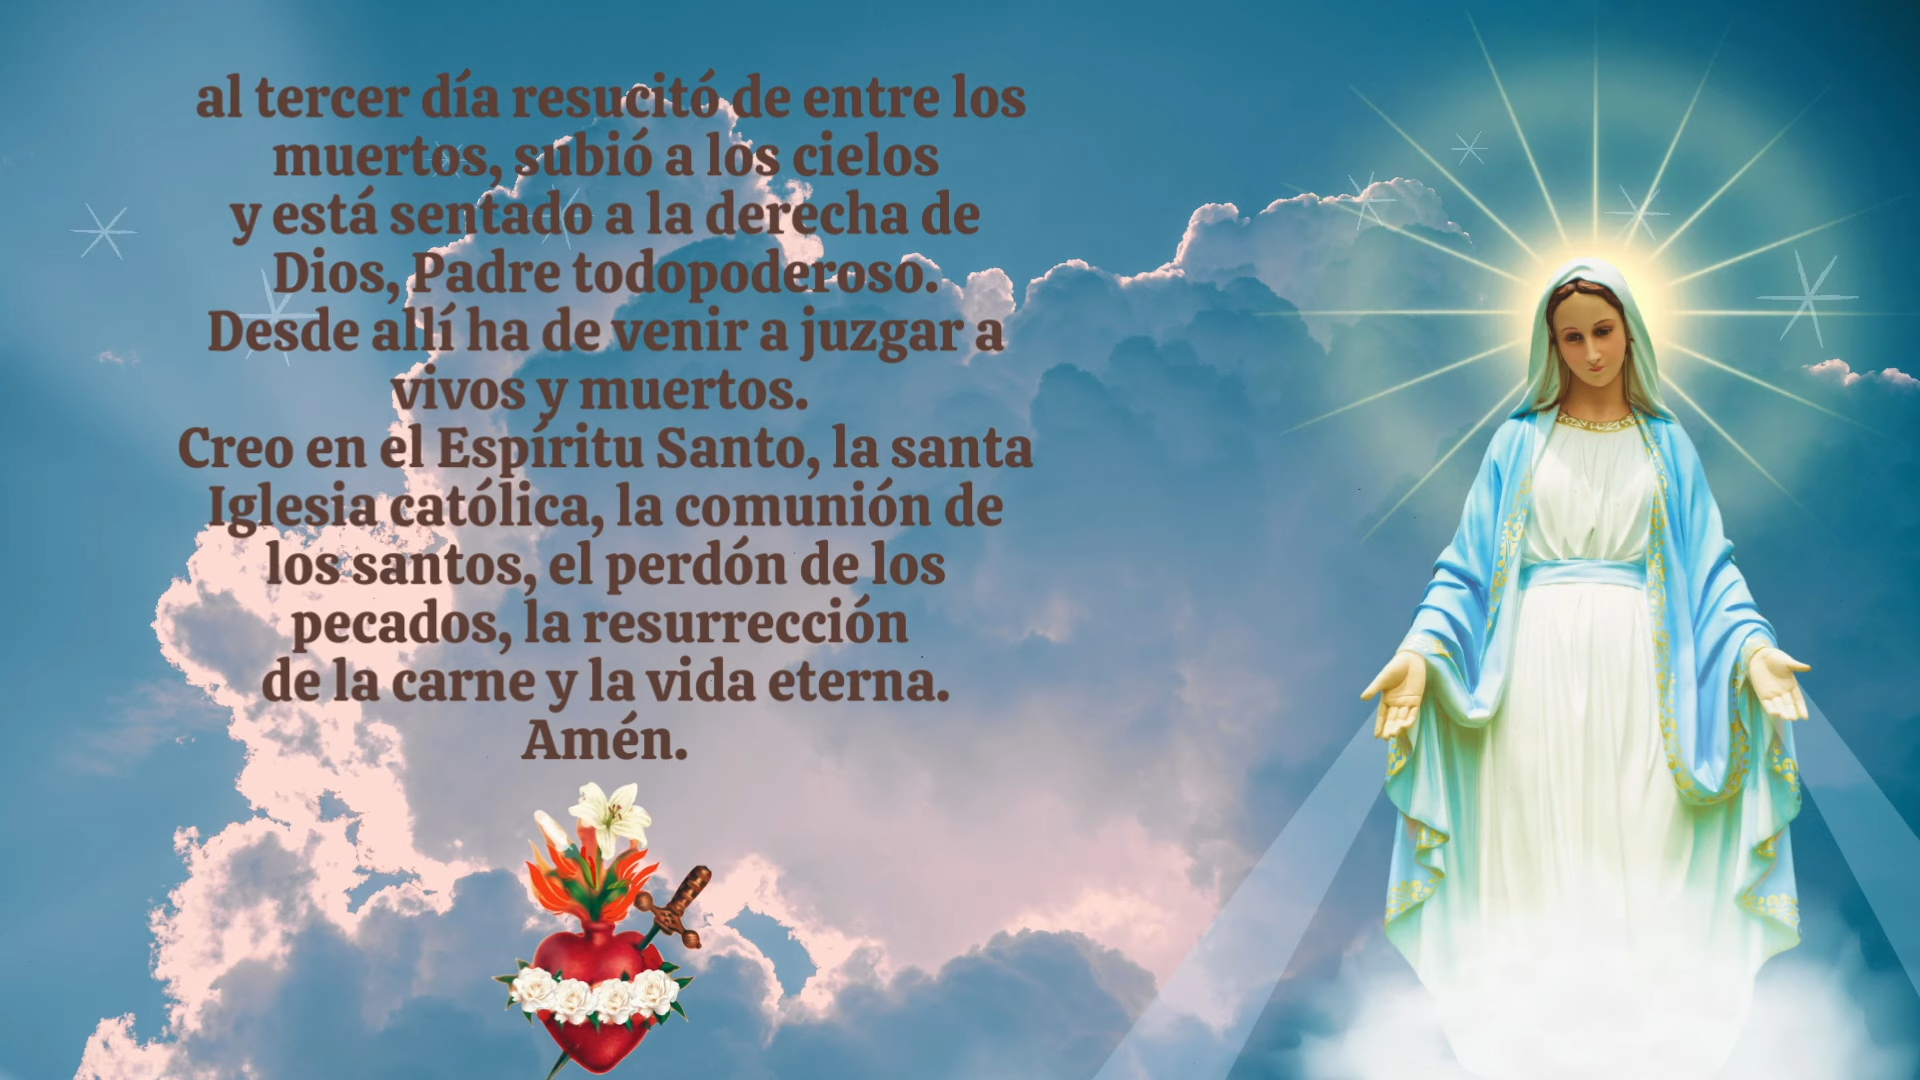 al tercer día resucitó de entre los
muertos, subió a los cielos
y está sentado a la derecha de
Dios, Padre todopoderoso.
Desde allí ha de venir a juzgar a
vivos y muertos.
Creo en el Espíritu Santo, la santa
Iglesia católica, la comunión de
los santos, el perdón de los
pecados, la resurrección
de la carne y la vida eterna.
Amén.